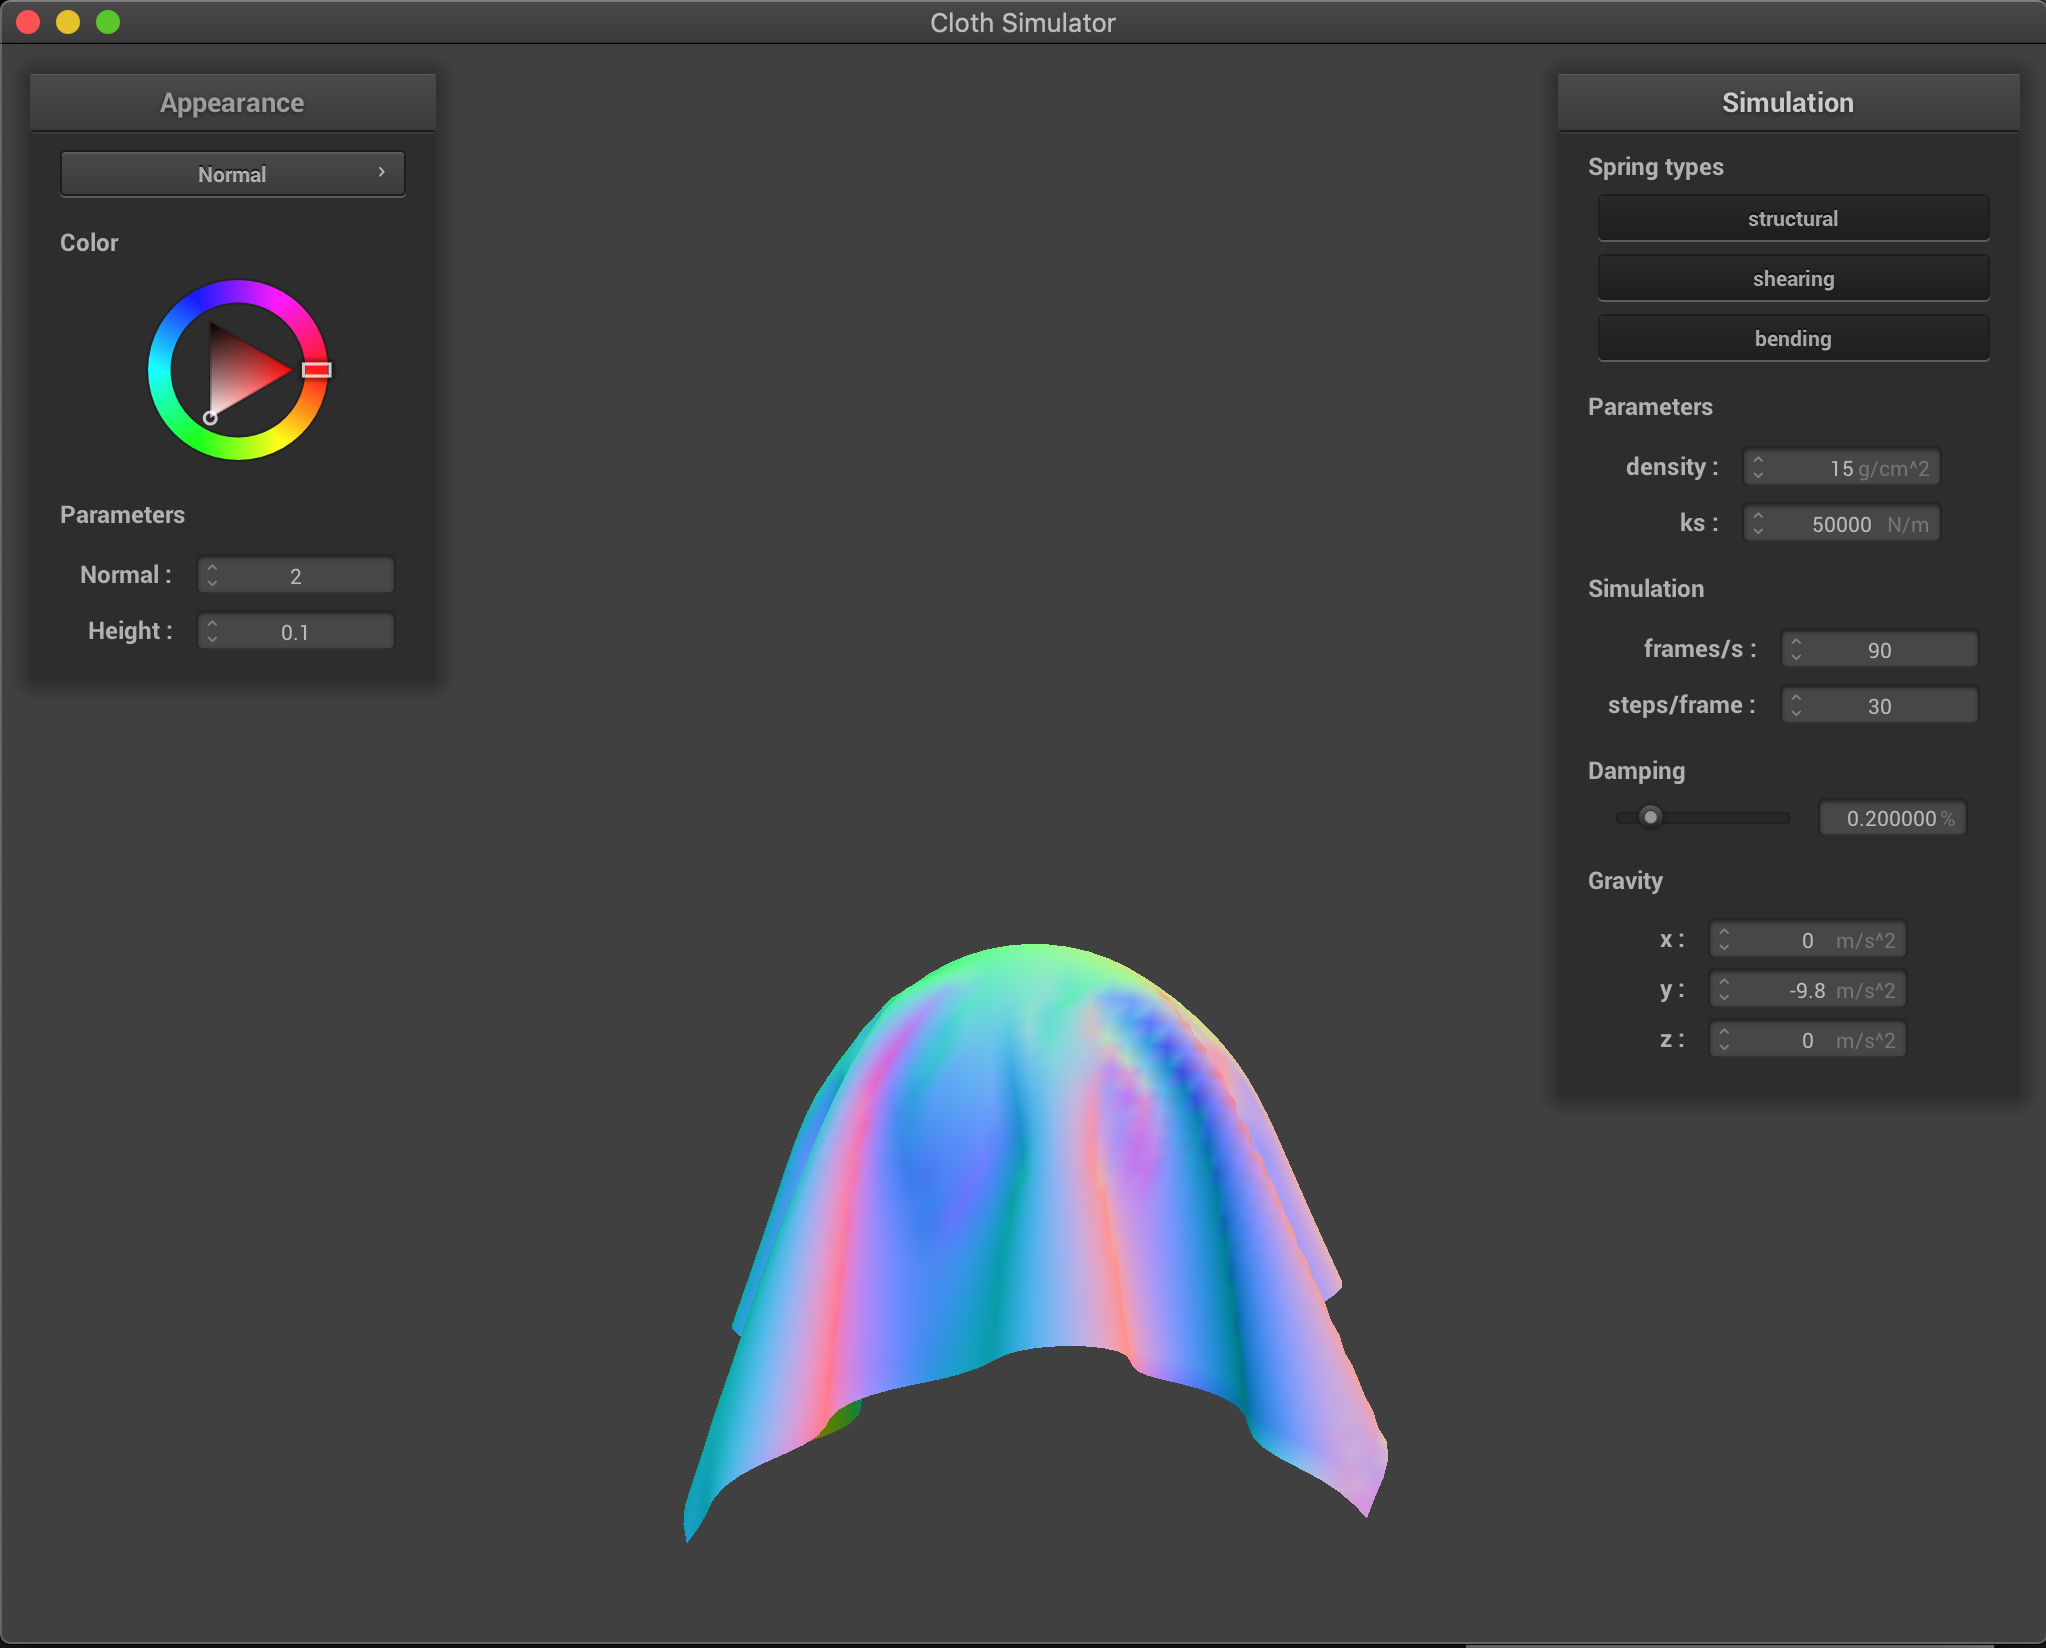 Cloth Simulator
Appearance
Normal
Color
Parameters
Normal : 2
Height : 0.1
Simulation
Spring types
structural
shearing
bending
Parameters
density : 15 g/cm^2
ks : 50000 N/m
Simulation
frames/s : 90
steps/frame : 30
Damping
0.200000 %
Gravity
x : 0 m/s^2
y : -9.8 m/s^2
z : 0 m/s^2